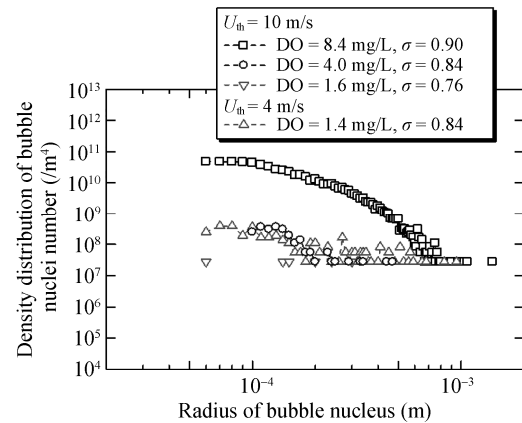 U_th = 10 m/s
DO = 8.4 mg/L, σ = 0.90
DO = 4.0 mg/L, σ = 0.84
DO = 1.6 mg/L, σ = 0.76
U_th = 4 m/s
DO = 1.4 mg/L, σ = 0.84
10^13
10^12
10^11
10^10
10^9
10^8
10^7
10^6
10^5
10^4
Density distribution of bubble
nuclei number (/m^4)
10^−4
10^−3
Radius of bubble nucleus (m)